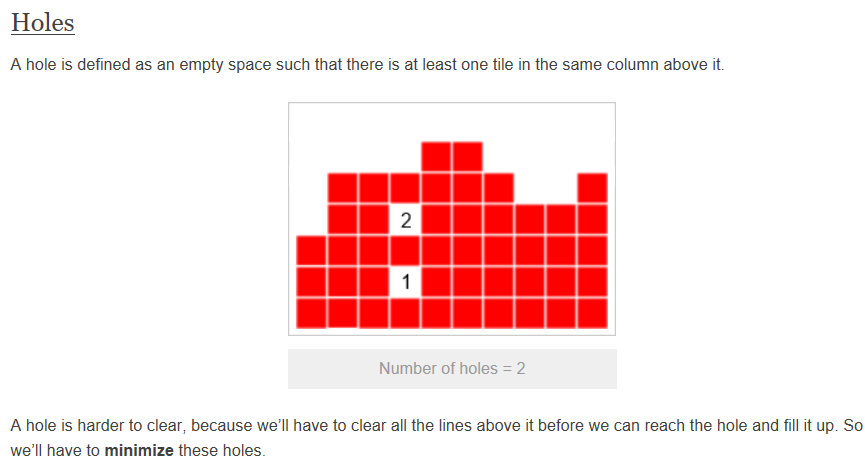 Holes
A hole is defined as an empty space such that there is at least one tile in the same column above it.
2
1
Number of holes = 2
A hole is harder to clear, because we’ll have to clear all the lines above it before we can reach the hole and fill it up. So
we’ll have to minimize these holes.